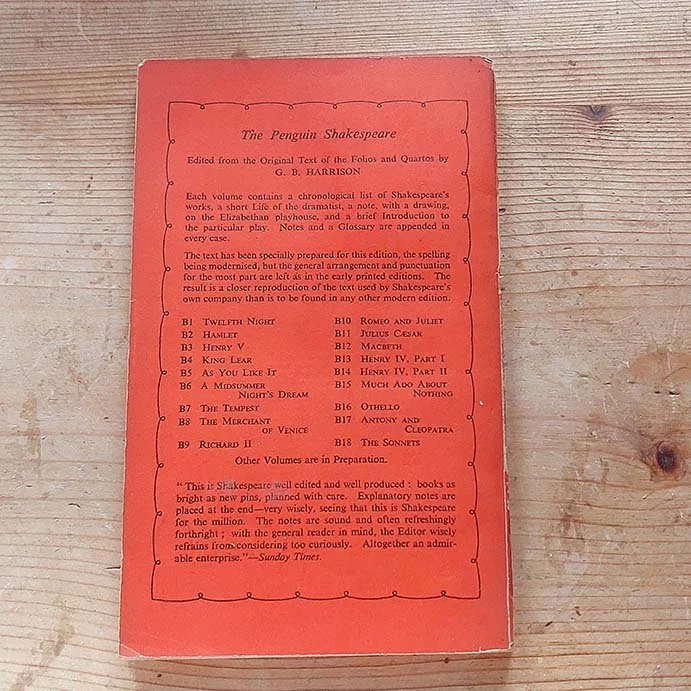 The Penguin Shakespeare
Edited from the Original Text of the Folios and Quartos by
G. B. HARRISON
Each volume contains a chronological list of Shakespeare's
works, a short Life of the dramatist, a note, with a drawing,
on the Elizabethan playhouse, and a brief Introduction to
the particular play. Notes and a Glossary are appended in
every case.
The text has been specially prepared for this edition, the spelling
being modernised, but the general arrangement and punctuation
for the most part are left as in the early printed editions. The
result is a closer reproduction of the text used by Shakespeare's
own company than is to be found in any other modern edition.
B1 TWELFTH NIGHT
B2 HAMLET
B3 HENRY V
B4 KING LEAR
B5 AS YOU LIKE IT
B6 A MIDSUMMER
NIGHT'S DREAM
B7 THE TEMPEST
B8 THE MERCHANT
OF VENICE
B9 RICHARD II
B10 ROMEO AND JULIET
B11 JULIUS CÆSAR
B12 MACBETH
B13 HENRY IV, PART I
B14 HENRY IV, PART II
B15 MUCH ADO ABOUT
NOTHING
B16 OTHELLO
B17 ANTONY AND
CLEOPATRA
B18 THE SONNETS
Other Volumes are in Preparation.
"This is Shakespeare well edited and well produced : books as
bright as new pins, planned with care. Explanatory notes are
placed at the end—very wisely, seeing that this is Shakespeare
for the million. The notes are sound and often refreshingly
forthright ; with the general reader in mind, the Editor wisely
refrains from considering too curiously. Altogether an admir-
able enterprise."—Sunday Times.